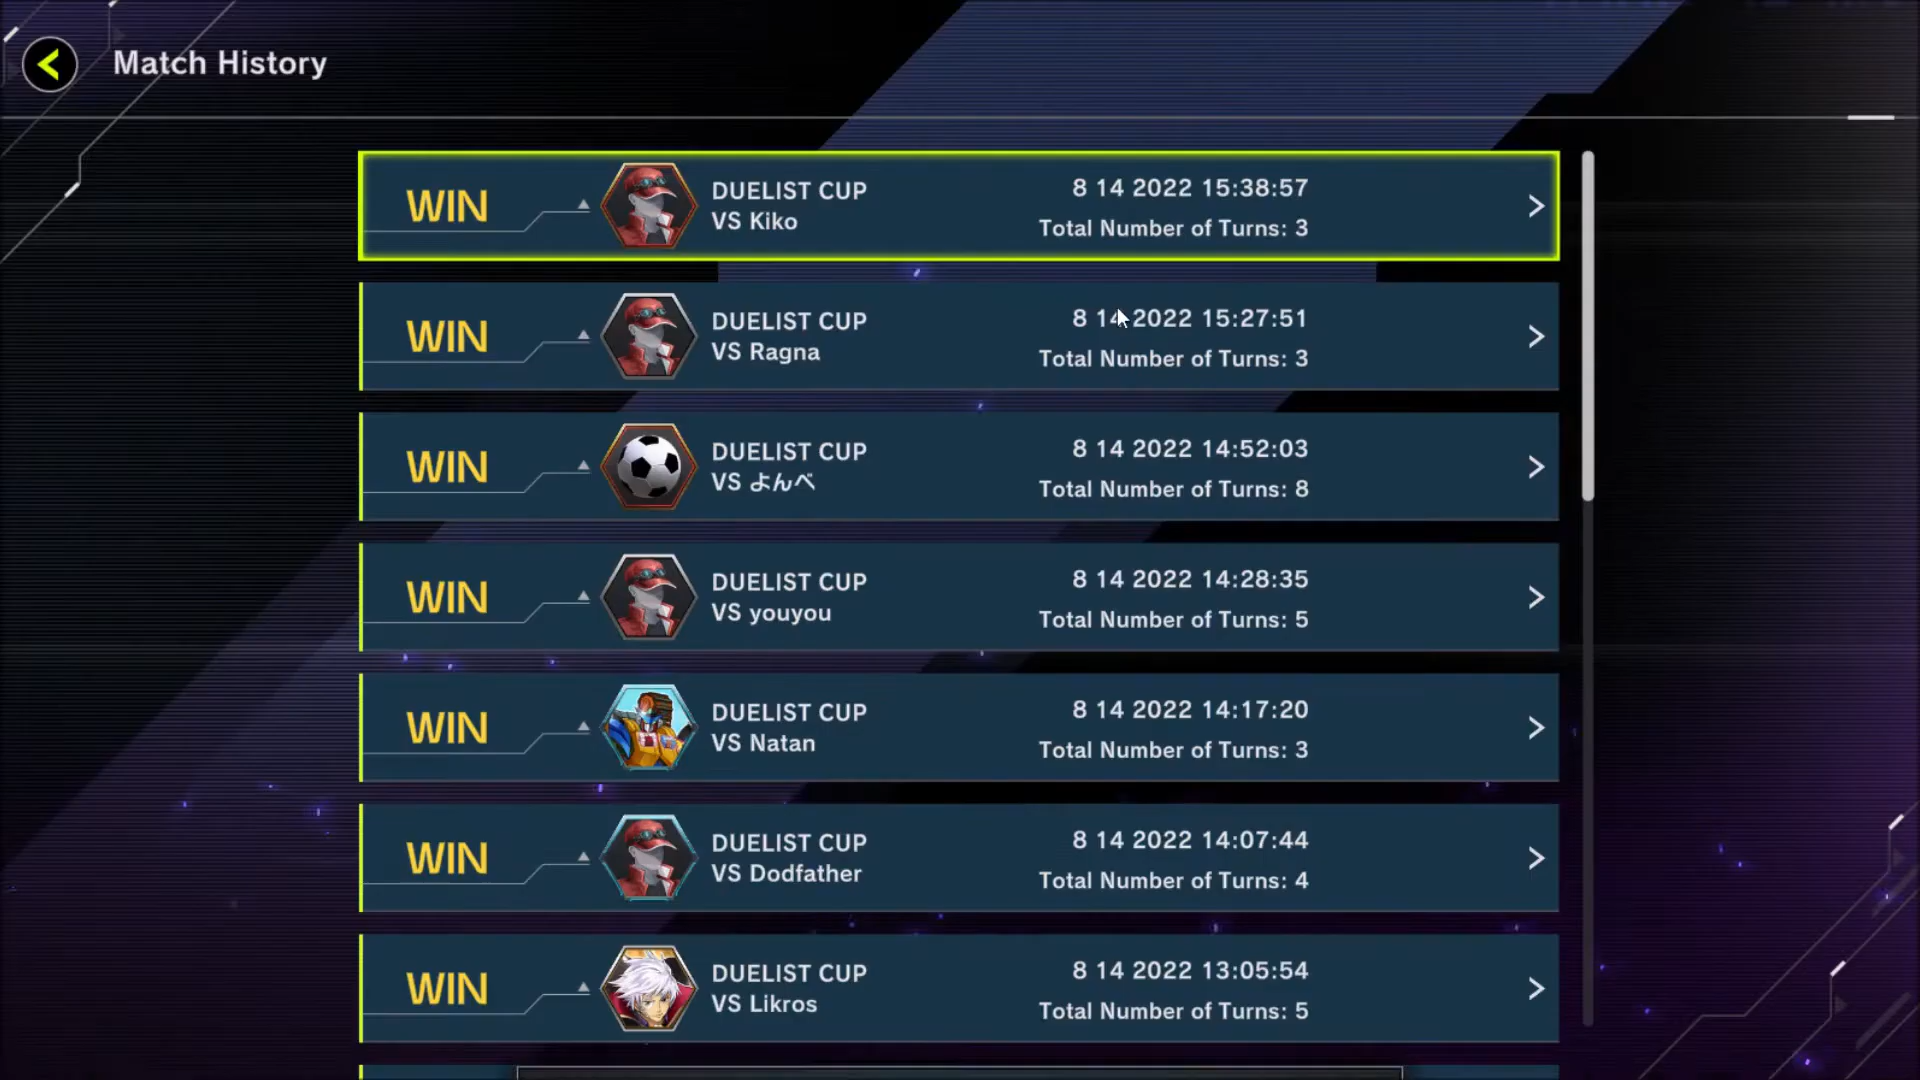 Match History
WIN
DUELIST CUP
VS Kiko
8 14 2022 15:38:57
Total Number of Turns: 3
WIN
DUELIST CUP
VS Ragna
8 14 2022 15:27:51
Total Number of Turns: 3
WIN
DUELIST CUP
VS よんべ
8 14 2022 14:52:03
Total Number of Turns: 8
WIN
DUELIST CUP
VS youyou
8 14 2022 14:28:35
Total Number of Turns: 5
WIN
DUELIST CUP
VS Natan
8 14 2022 14:17:20
Total Number of Turns: 3
WIN
DUELIST CUP
VS Dodfather
8 14 2022 14:07:44
Total Number of Turns: 4
WIN
DUELIST CUP
VS Likros
8 14 2022 13:05:54
Total Number of Turns: 5